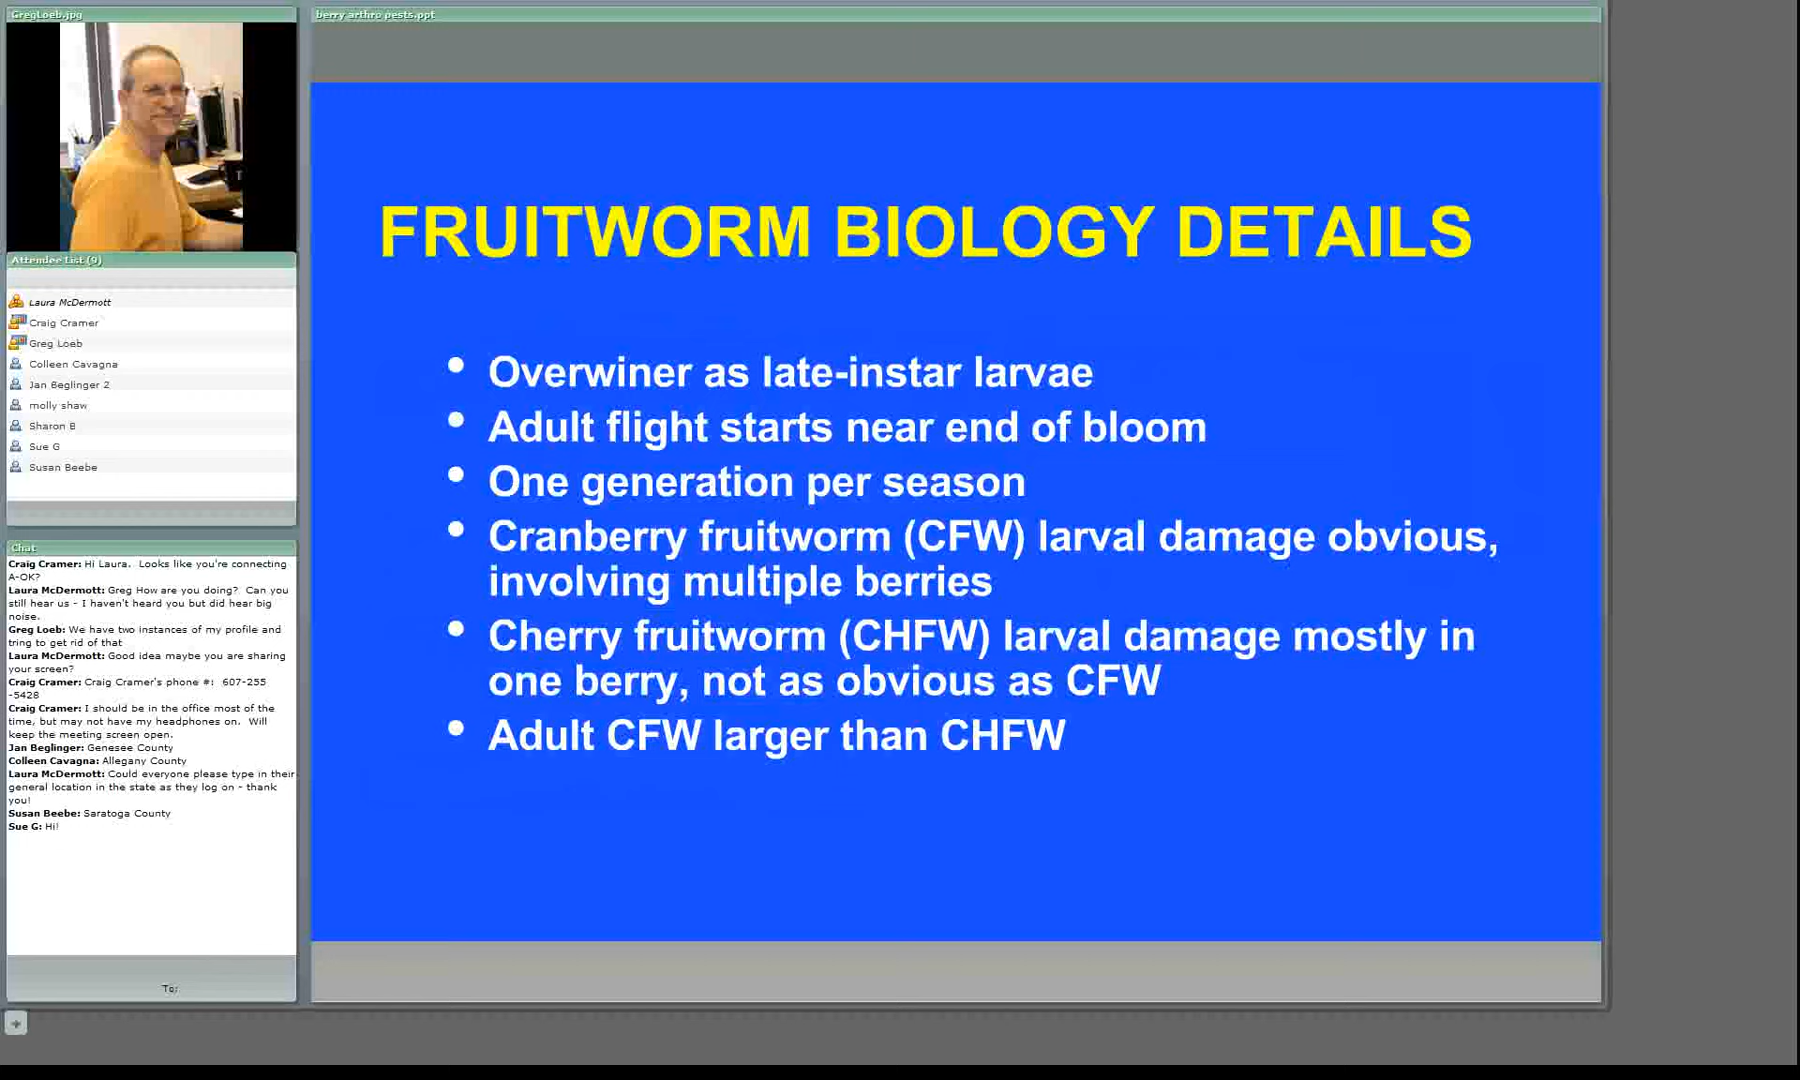 GregLoeb.jpg
Attendee List (9)
Laura McDermott
Craig Cramer
Greg Loeb
Colleen Cavagna
Jan Beglinger 2
molly shaw
Sharon B
Sue G
Susan Beebe
Chat
Craig Cramer: Hi Laura. Looks like you're connecting
A-OK?
Laura McDermott: Greg How are you doing? Can you
still hear us - I haven't heard you but did hear big
noise.
Greg Loeb: We have two instances of my profile and
tring to get rid of that
Laura McDermott: Good idea maybe you are sharing
your screen?
Craig Cramer: Craig Cramer's phone #: 607-255
-5428
Craig Cramer: I should be in the office most of the
time, but may not have my headphones on. Will
keep the meeting screen open.
Jan Beglinger: Genesee County
Colleen Cavagna: Allegany County
Laura McDermott: Could everyone please type in their
general location in the state as they log on - thank
you!
Susan Beebe: Saratoga County
Sue G: Hi!
To:
berry arthro pests.ppt
FRUITWORM BIOLOGY DETAILS
• Overwiner as late-instar larvae
• Adult flight starts near end of bloom
• One generation per season
• Cranberry fruitworm (CFW) larval damage obvious,
involving multiple berries
• Cherry fruitworm (CHFW) larval damage mostly in
one berry, not as obvious as CFW
• Adult CFW larger than CHFW